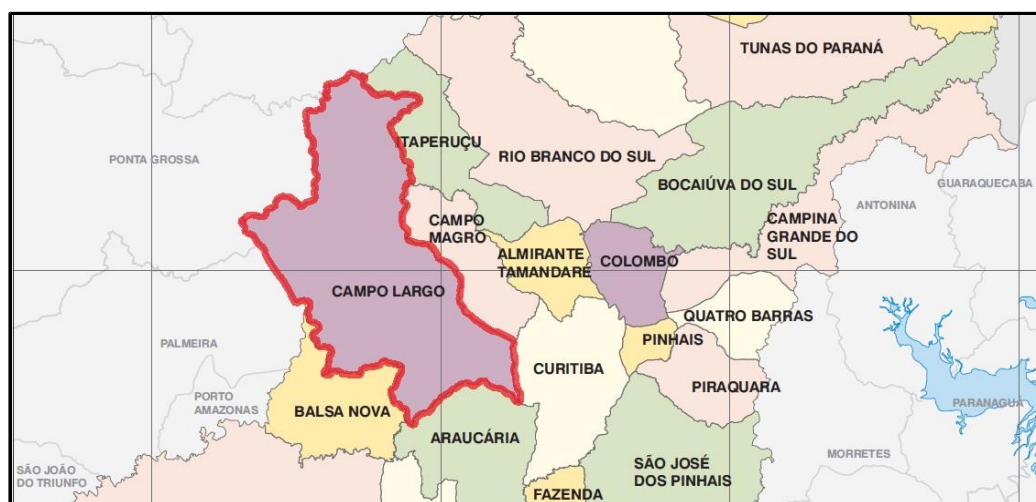 TUNAS DO PARANÁ
ITAPERUÇU
PONTA GROSSA
RIO BRANCO DO SUL
BOCAIÚVA DO SUL
GUARAQUEÇABA
ANTONINA
CAMPO
MAGRO
CAMPINA
GRANDE DO
SUL
ALMIRANTE
TAMANDARÉ
COLOMBO
CAMPO LARGO
QUATRO BARRAS
PALMEIRA
PINHAIS
CURITIBA
PIRAQUARA
PORTO
AMAZONAS
BALSA NOVA
PARANAGUÁ
ARAUCÁRIA
MORRETES
SÃO JOSÉ
DOS PINHAIS
SÃO JOÃO
DO TRIUNFO
FAZENDA